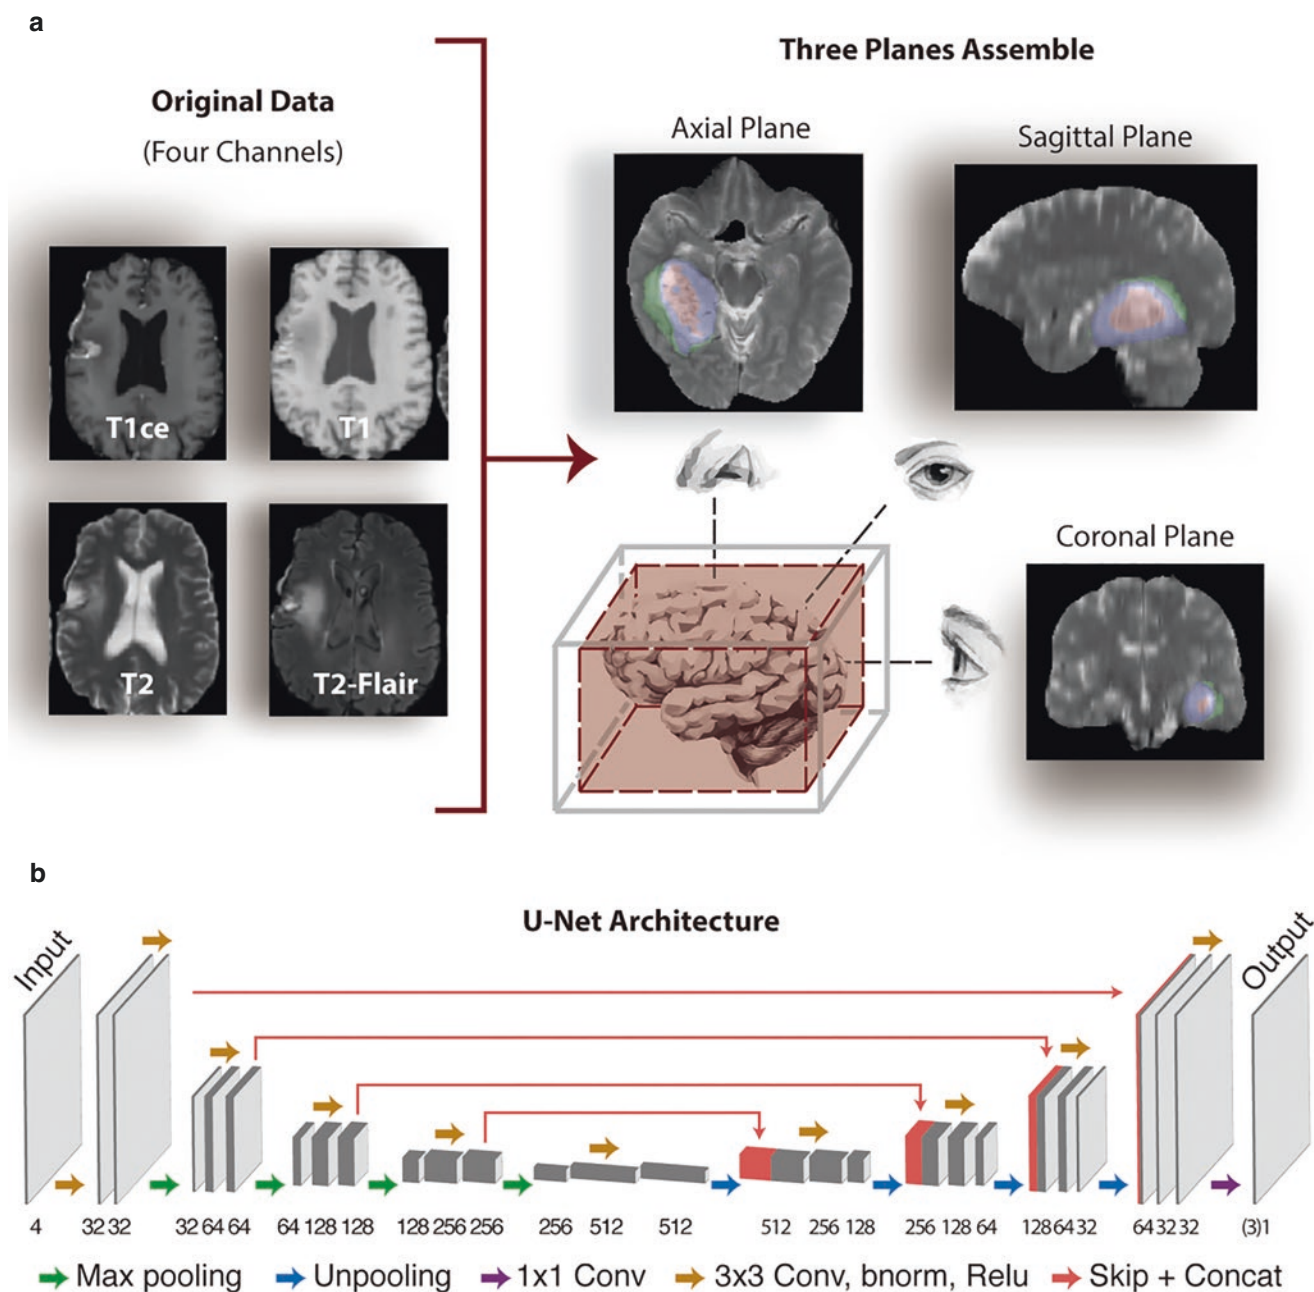 a
Three Planes Assemble
Original Data
(Four Channels)
Axial Plane
Sagittal Plane
T1ce
T1
T2
T2-Flair
Coronal Plane
b
U-Net Architecture
Input
Output
4 32 32 32 64 64 64 128 128 128 256 256 256 512 512 512 256 128 256 128 64 128 64 32 64 32 32 (3)1
Max pooling Unpooling 1x1 Conv 3x3 Conv, bnorm, Relu Skip + Concat